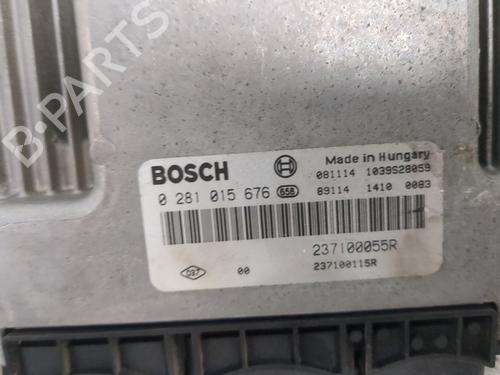 B-PARTS
BOSCH
Made in Hungary
081114 1039S28059
0 281 015 676 658
89114 1410 0083
237100055R
00
237100115R